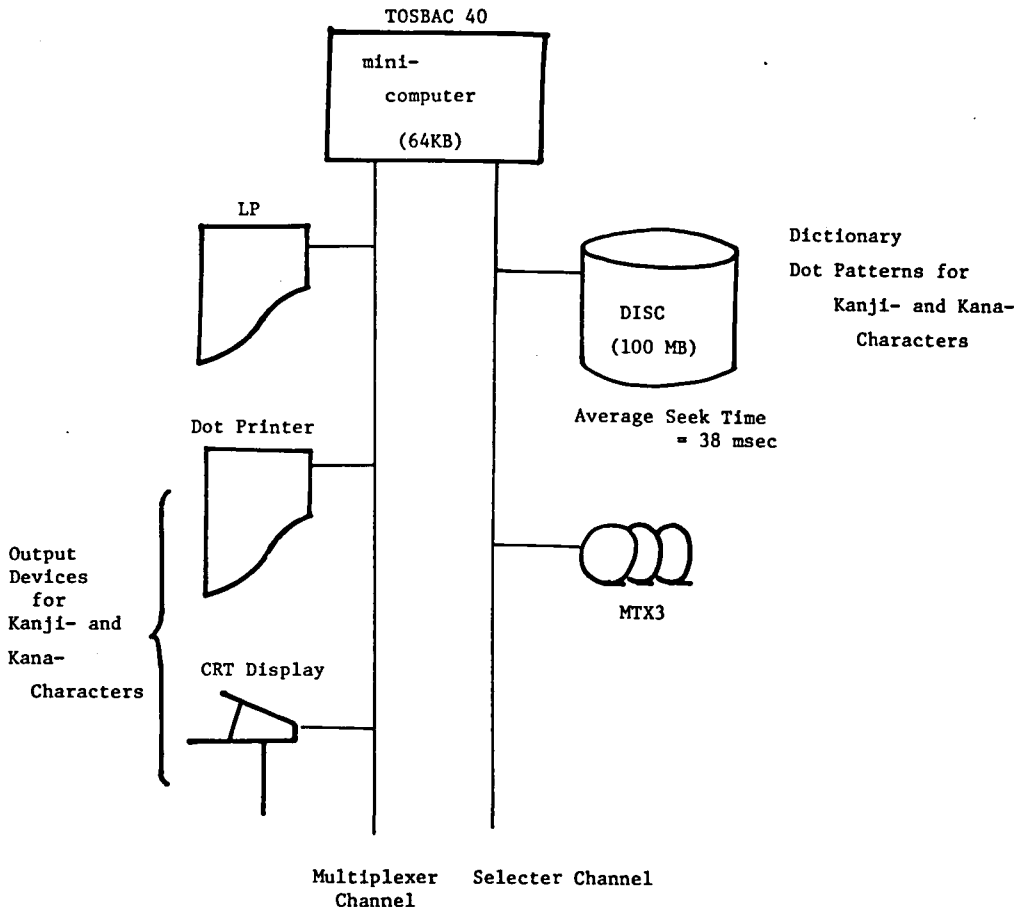 TOSBAC 40
mini-
computer
(64KB)
LP
Dictionary
Dot Patterns for
Kanji- and Kana-
Characters
DISC
(100 MB)
Average Seek Time
= 38 msec
Dot Printer
Output
Devices
for
Kanji- and
Kana-
Characters
MTX3
CRT Display
Multiplexer
Channel
Selecter Channel